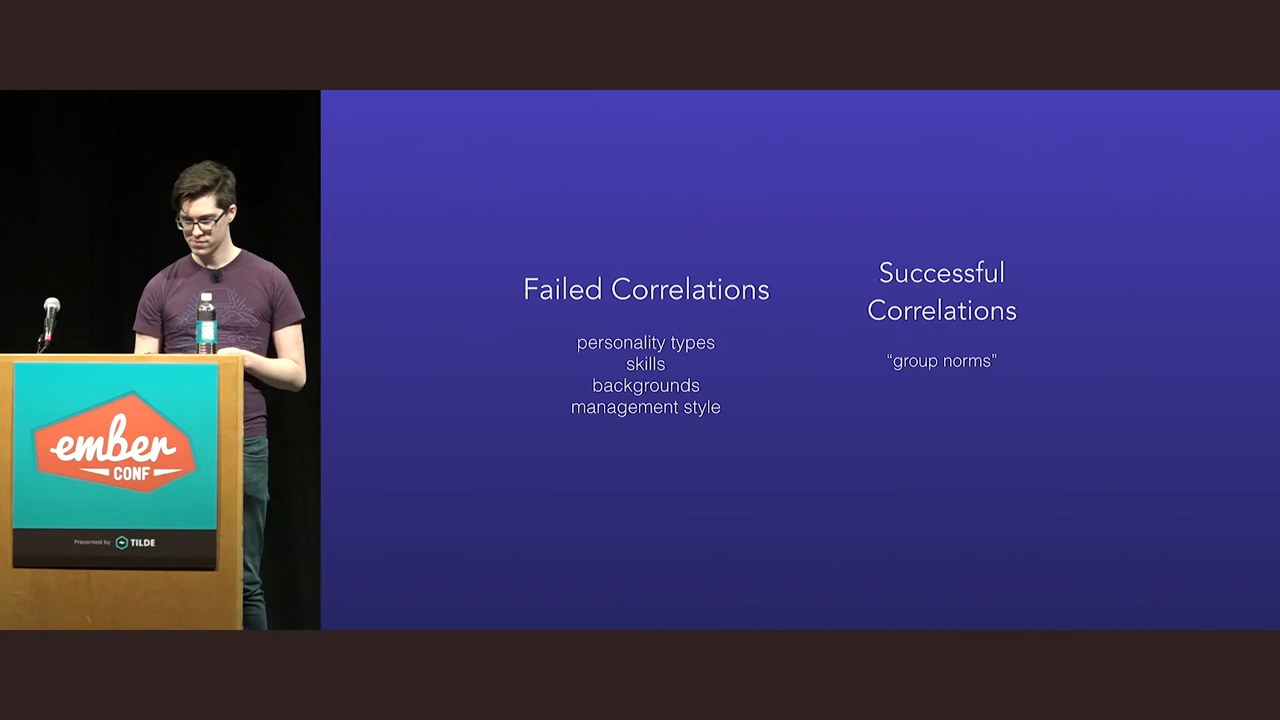 Failed Correlations
personality types
skills
backgrounds
management style
Successful
Correlations
“group norms”
ember
CONF
Presented by TILDE